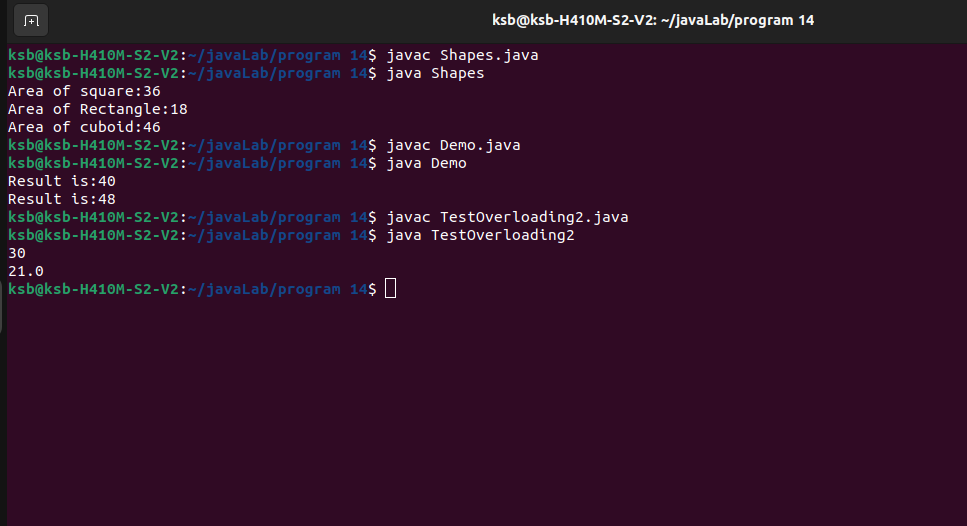 ksb@ksb-H410M-S2-V2: ~/javaLab/program 14
ksb@ksb-H410M-S2-V2:~/javaLab/program 14$ javac Shapes.java
ksb@ksb-H410M-S2-V2:~/javaLab/program 14$ java Shapes
Area of square:36
Area of Rectangle:18
Area of cuboid:46
ksb@ksb-H410M-S2-V2:~/javaLab/program 14$ javac Demo.java
ksb@ksb-H410M-S2-V2:~/javaLab/program 14$ java Demo
Result is:40
Result is:48
ksb@ksb-H410M-S2-V2:~/javaLab/program 14$ javac TestOverloading2.java
ksb@ksb-H410M-S2-V2:~/javaLab/program 14$ java TestOverloading2
30
21.0
ksb@ksb-H410M-S2-V2:~/javaLab/program 14$